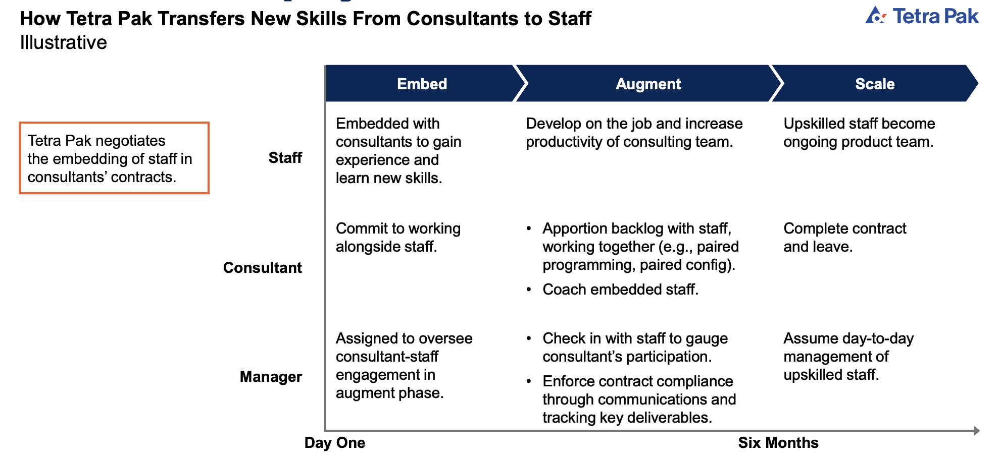 How Tetra Pak Transfers New Skills From Consultants to Staff
Illustrative
Tetra Pak
Embed
Augment
Scale
Tetra Pak negotiates
the embedding of staff in
consultants’ contracts.
Staff
Embedded with
consultants to gain
experience and
learn new skills.
Develop on the job and increase
productivity of consulting team.
Upskilled staff become
ongoing product team.
Consultant
Commit to working
alongside staff.
• Apportion backlog with staff,
working together (e.g., paired
programming, paired config).
• Coach embedded staff.
Complete contract
and leave.
Manager
Assigned to oversee
consultant-staff
engagement in
augment phase.
• Check in with staff to gauge
consultant’s participation.
• Enforce contract compliance
through communications and
tracking key deliverables.
Assume day-to-day
management of
upskilled staff.
Day One
Six Months